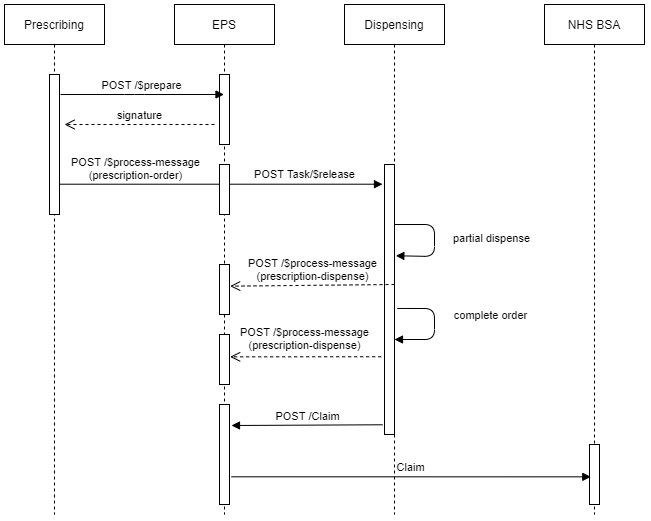 Prescribing
EPS
Dispensing
NHS BSA
POST /$prepare
signature
POST /$process-message
(prescription-order)
POST Task/$release
partial dispense
POST /$process-message
(prescription-dispense)
complete order
POST /$process-message
(prescription-dispense)
POST /Claim
Claim